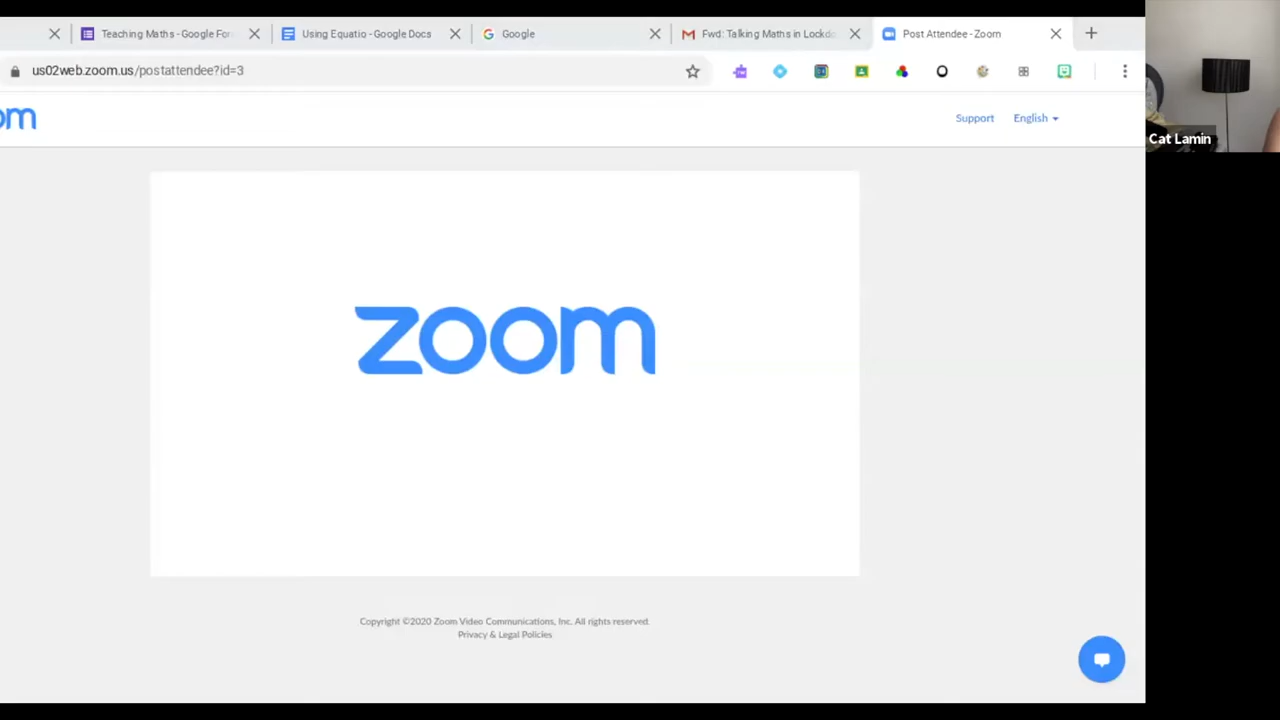 Teaching Maths - Google For
Using Equatio - Google Docs
Google
Fwd: Talking Maths in Lockdo
Post Attendee - Zoom
us02web.zoom.us/postattendee?id=3
om
Support
English
Cat Lamin
zoom
Copyright ©2020 Zoom Video Communications, Inc. All rights reserved.
Privacy & Legal Policies